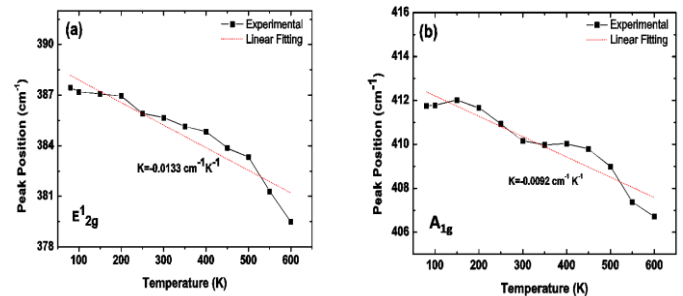 (a)
Experimental
Linear Fitting
390
387
384
381
378
Peak Position (cm⁻¹)
K=-0.0133 cm⁻¹K⁻¹
E¹2g
100 200 300 400 500 600
Temperature (K)
(b)
Experimental
Linear Fitting
416
414
412
410
408
406
Peak Position (cm⁻¹)
K=-0.0092 cm⁻¹ K⁻¹
A1g
100 200 300 400 500 600
Temperature (K)